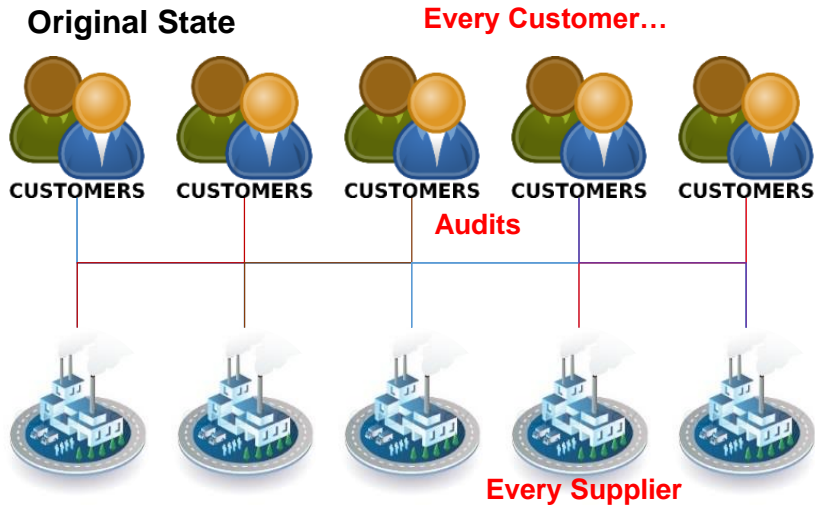 Original State
Every Customer…
CUSTOMERS CUSTOMERS CUSTOMERS CUSTOMERS CUSTOMERS
Audits
Every Supplier